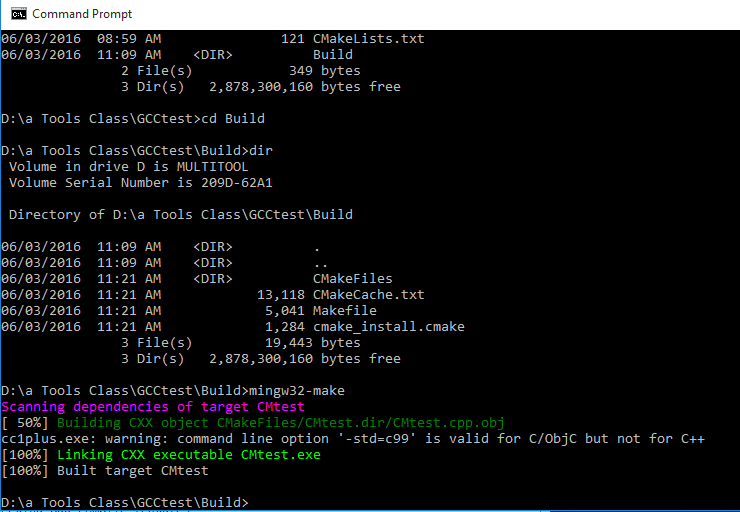 Command Prompt
06/03/2016  08:59 AM               121 CMakeLists.txt
06/03/2016  11:09 AM    <DIR>          Build
               2 File(s)            349 bytes
               3 Dir(s)   2,878,300,160 bytes free
D:\a Tools Class\GCCtest>cd Build
D:\a Tools Class\GCCtest\Build>dir
 Volume in drive D is MULTITOOL
 Volume Serial Number is 209D-62A1
 Directory of D:\a Tools Class\GCCtest\Build
06/03/2016  11:09 AM    <DIR>          .
06/03/2016  11:09 AM    <DIR>          ..
06/03/2016  11:21 AM    <DIR>          CMakeFiles
06/03/2016  11:21 AM            13,118 CMakeCache.txt
06/03/2016  11:21 AM             5,041 Makefile
06/03/2016  11:21 AM             1,284 cmake_install.cmake
               3 File(s)         19,443 bytes
               3 Dir(s)   2,878,300,160 bytes free
D:\a Tools Class\GCCtest\Build>mingw32-make
Scanning dependencies of target CMtest
[ 50%] Building CXX object CMakeFiles/CMtest.dir/CMtest.cpp.obj
cc1plus.exe: warning: command line option '-std=c99' is valid for C/ObjC but not for C++
[100%] Linking CXX executable CMtest.exe
[100%] Built target CMtest
D:\a Tools Class\GCCtest\Build>